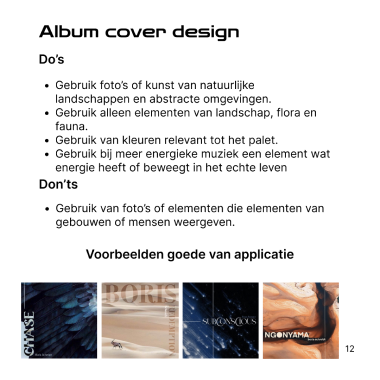 Album cover design
Do's
• Gebruik foto's of kunst van natuurlijke
landschappen en abstracte omgevingen.
• Gebruik alleen elementen van landschap, flora en
fauna.
• Gebruik van kleuren relevant tot het palet.
• Gebruik bij meer energieke muziek een element wat
energie heeft of beweegt in het echte leven
Don'ts
• Gebruik van foto's of elementen die elementen van
gebouwen of mensen weergeven.
Voorbeelden goede van applicatie
CHASE
BORIS
SUBCONSCIOUS
NGONYAMA
12